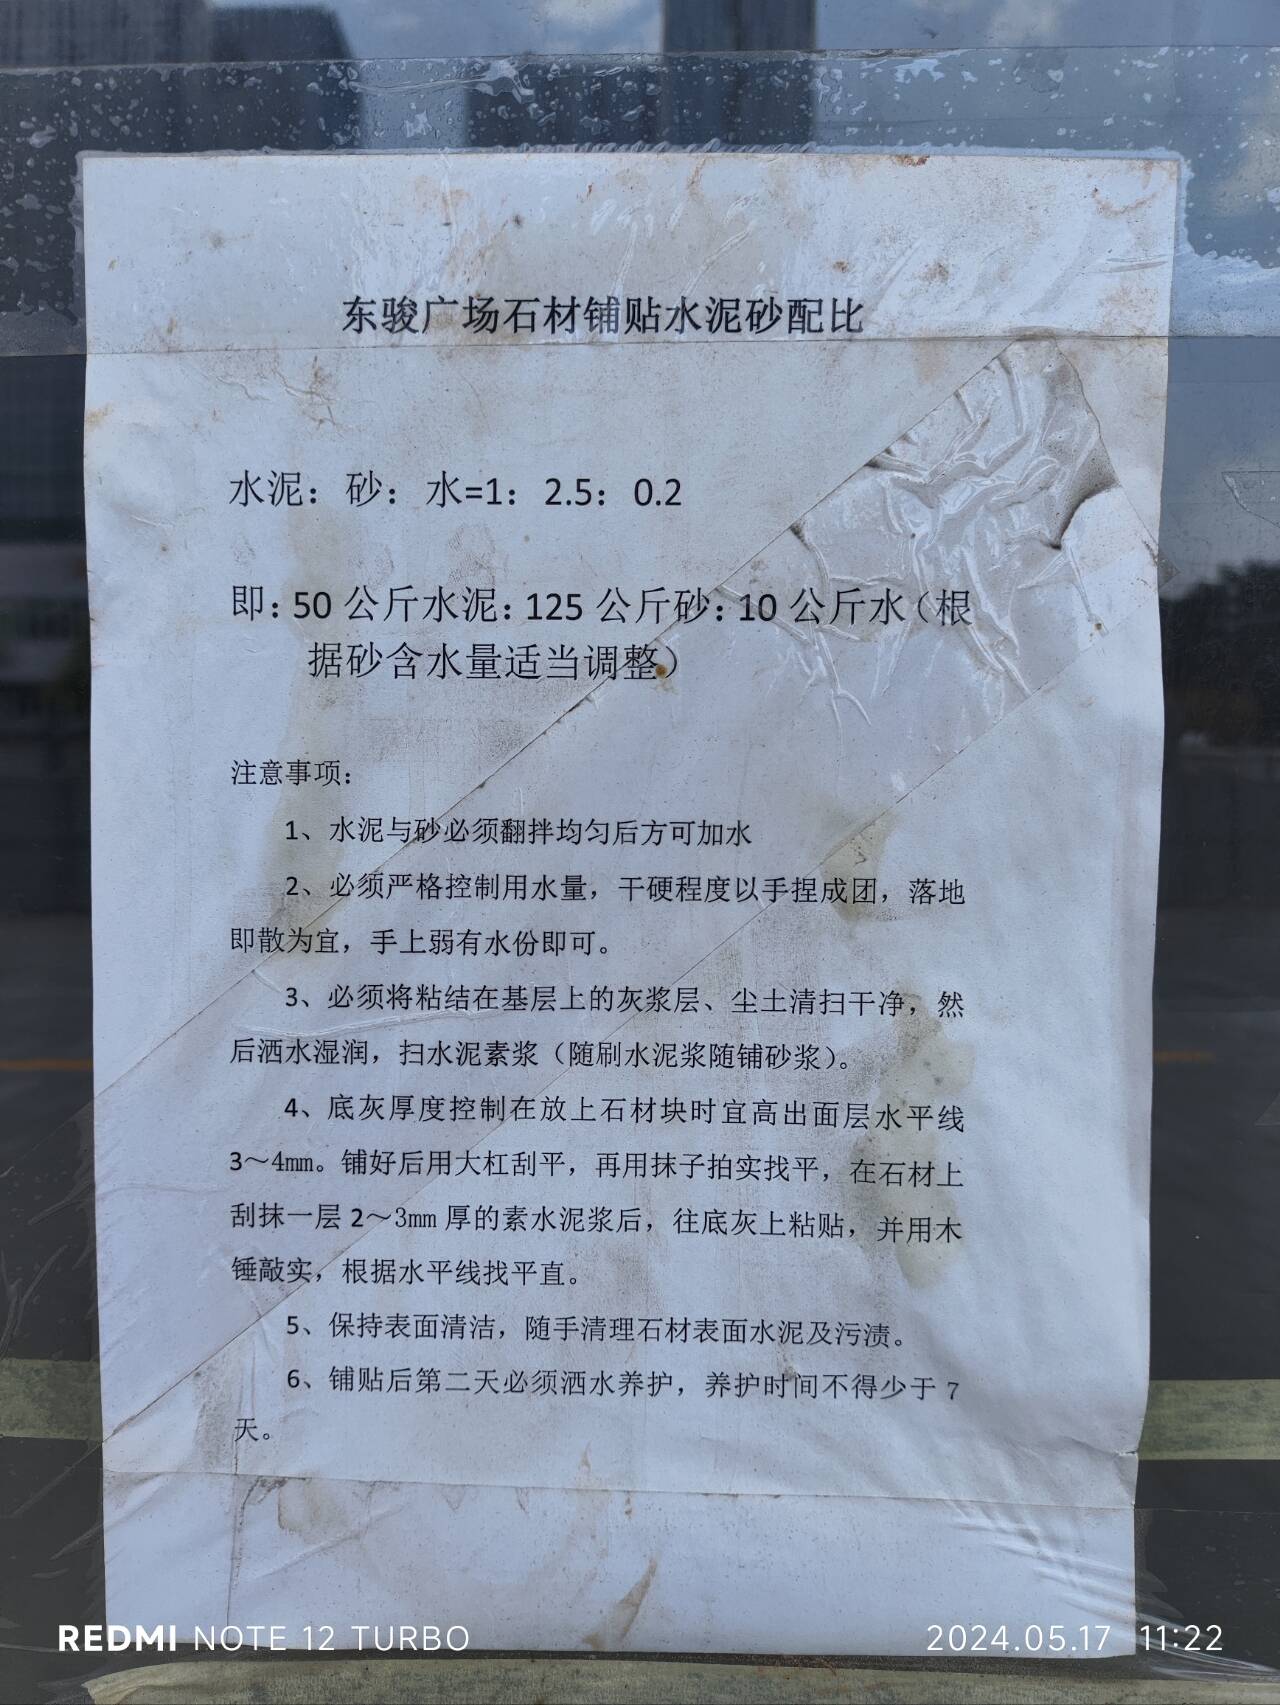 东骏广场石材铺贴水泥砂配比
水泥：砂：水=1：2.5：0.2
即：50 公斤水泥：125 公斤砂：10 公斤水（根
据砂含水量适当调整）
注意事项：
1、水泥与砂必须翻拌均匀后方可加水
2、必须严格控制用水量，干硬程度以手捏成团，落地
即散为宜，手上弱有水份即可。
3、必须将粘结在基层上的灰浆层、尘土清扫干净，然
后洒水湿润，扫水泥素浆（随刷水泥浆随铺砂浆）。
4、底灰厚度控制在放上石材块时宜高出面层水平线
3～4mm。铺好后用大杠刮平，再用抹子拍实找平，在石材上
刮抹一层 2～3mm 厚的素水泥浆后，往底灰上粘贴，并用木
锤敲实，根据水平线找平直。
5、保持表面清洁，随手清理石材表面水泥及污渍。
6、铺贴后第二天必须洒水养护，养护时间不得少于 7
天。
REDMI NOTE 12 TURBO
2024.05.17 11:22